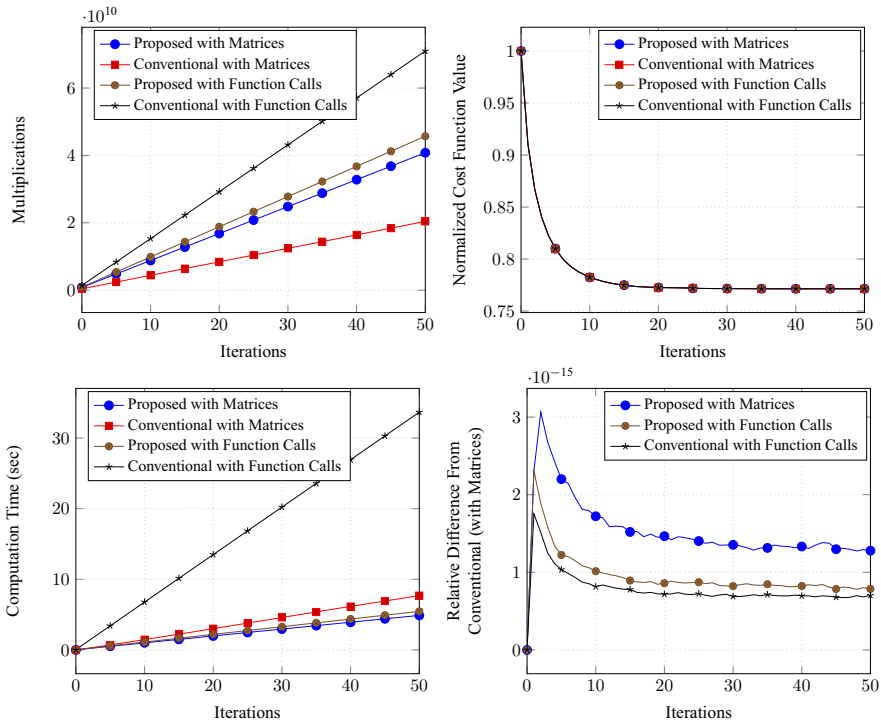 ·10^10
Proposed with Matrices
Conventional with Matrices
Proposed with Function Calls
Conventional with Function Calls
Multiplications
6
4
2
0
0 10 20 30 40 50
Iterations
Proposed with Matrices
Conventional with Matrices
Proposed with Function Calls
Conventional with Function Calls
Normalized Cost Function Value
1
0.95
0.9
0.85
0.8
0.75
0 10 20 30 40 50
Iterations
Proposed with Matrices
Conventional with Matrices
Proposed with Function Calls
Conventional with Function Calls
Computation Time (sec)
30
20
10
0
0 10 20 30 40 50
Iterations
·10^−15
Proposed with Matrices
Proposed with Function Calls
Conventional with Function Calls
Relative Difference From
Conventional (with Matrices)
3
2
1
0
0 10 20 30 40 50
Iterations